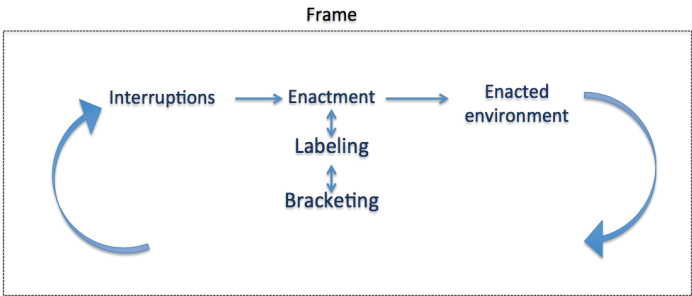 Frame
Interruptions
Enactment
Enacted
environment
Labeling
Bracketing